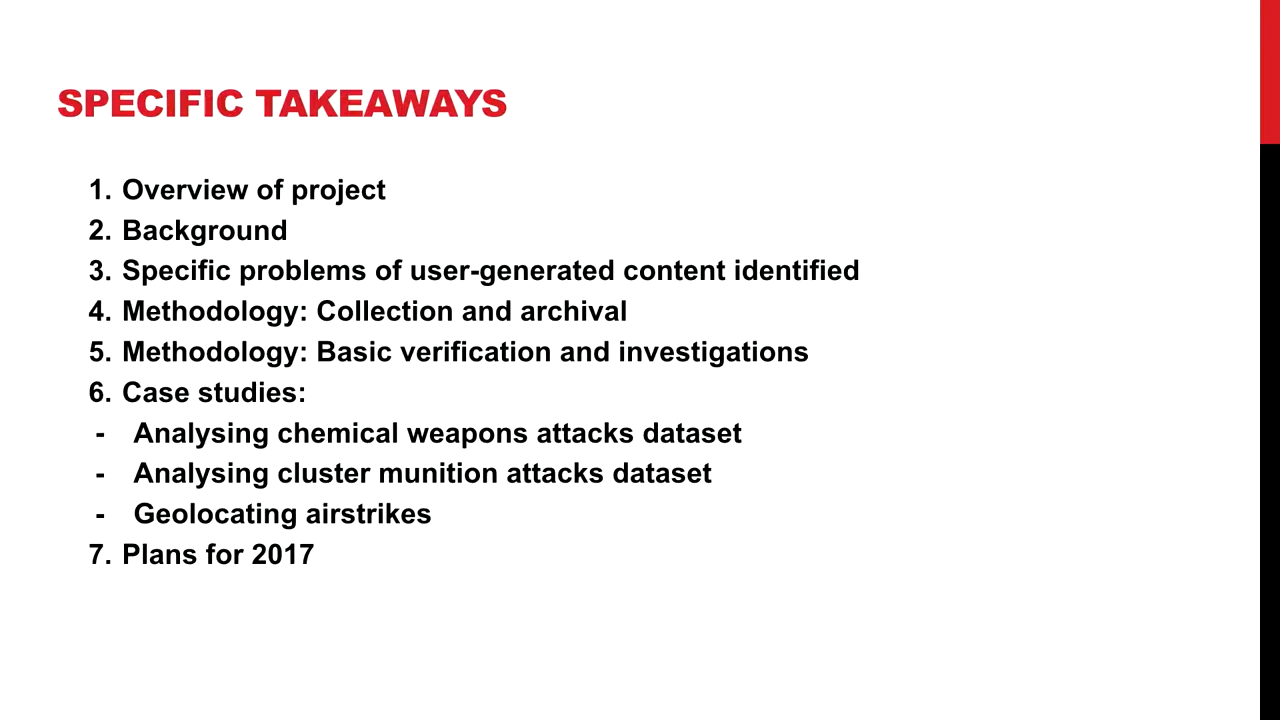 SPECIFIC TAKEAWAYS
1. Overview of project
2. Background
3. Specific problems of user-generated content identified
4. Methodology: Collection and archival
5. Methodology: Basic verification and investigations
6. Case studies:
- Analysing chemical weapons attacks dataset
- Analysing cluster munition attacks dataset
- Geolocating airstrikes
7. Plans for 2017